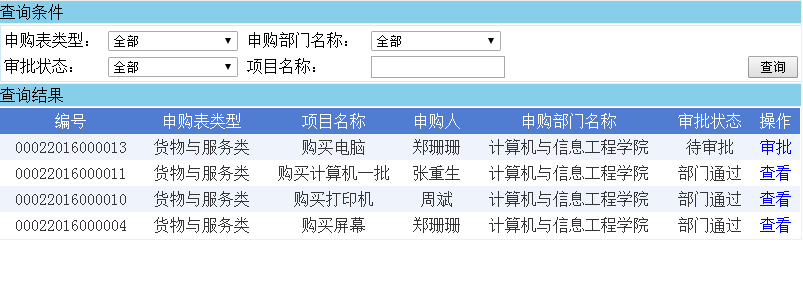 查询条件
申购表类型： 全部 申购部门名称： 全部
审批状态： 全部 项目名称： 查询
查询结果
编号 申购表类型 项目名称 申购人 申购部门名称 审批状态 操作
00022016000013 货物与服务类 购买电脑 郑珊珊 计算机与信息工程学院 待审批 审批
00022016000011 货物与服务类 购买计算机一批 张重生 计算机与信息工程学院 部门通过 查看
00022016000010 货物与服务类 购买打印机 周斌 计算机与信息工程学院 部门通过 查看
00022016000004 货物与服务类 购买屏幕 郑珊珊 计算机与信息工程学院 部门通过 查看